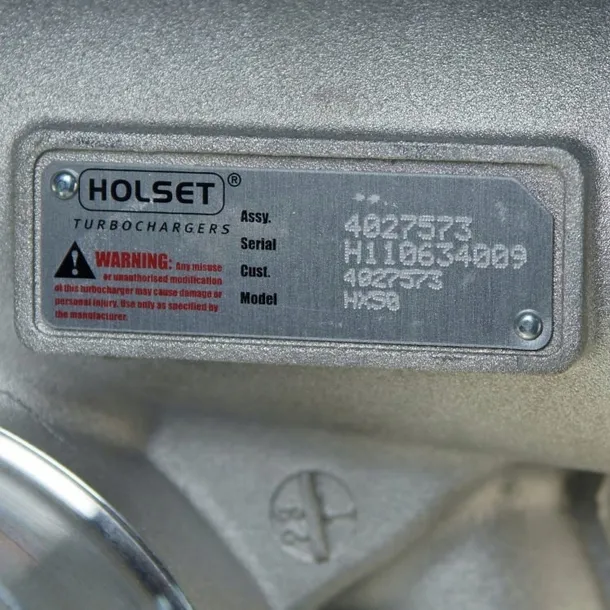 HOLSET®
TURBOCHARGERS
WARNING: Any misuse
or unauthorised modification
of this turbocharger may cause damage or
personal injury. Use only as specified by
the manufacturer.
Assy. 4027573
Serial H110634009
Cust. 4027573
Model HX50